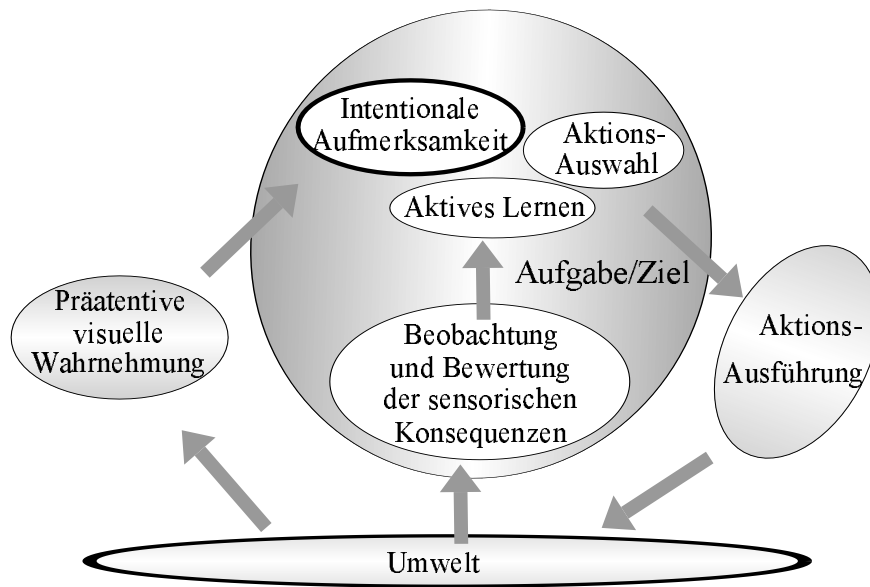 Intentionale
Aufmerksamkeit
Aktions-
Auswahl
Aktives Lernen
Aufgabe/Ziel
Präatentive
visuelle
Wahrnehmung
Beobachtung
und Bewertung
der sensorischen
Konsequenzen
Aktions-
Ausführung
Umwelt